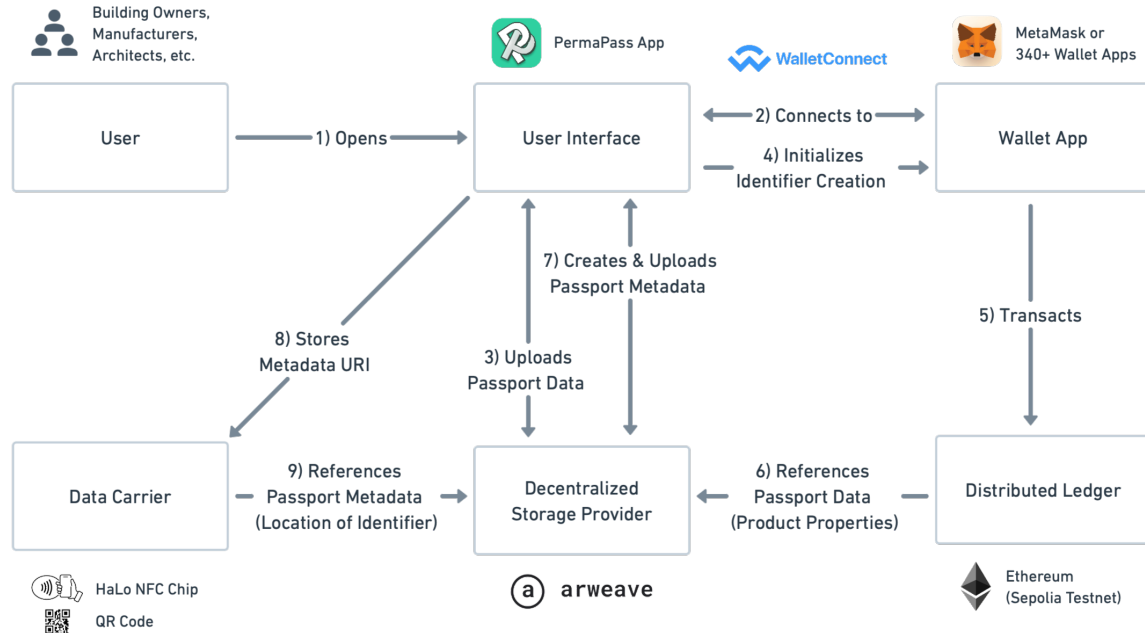 Building Owners,
Manufacturers,
Architects, etc.
PermaPass App
WalletConnect
MetaMask or
340+ Wallet Apps
User
1) Opens
User Interface
2) Connects to
4) Initializes
Identifier Creation
Wallet App
7) Creates & Uploads
Passport Metadata
8) Stores
Metadata URI
3) Uploads
Passport Data
5) Transacts
Data Carrier
9) References
Passport Metadata
(Location of Identifier)
Decentralized
Storage Provider
6) References
Passport Data
(Product Properties)
Distributed Ledger
HaLo NFC Chip
QR Code
a arweave
Ethereum
(Sepolia Testnet)